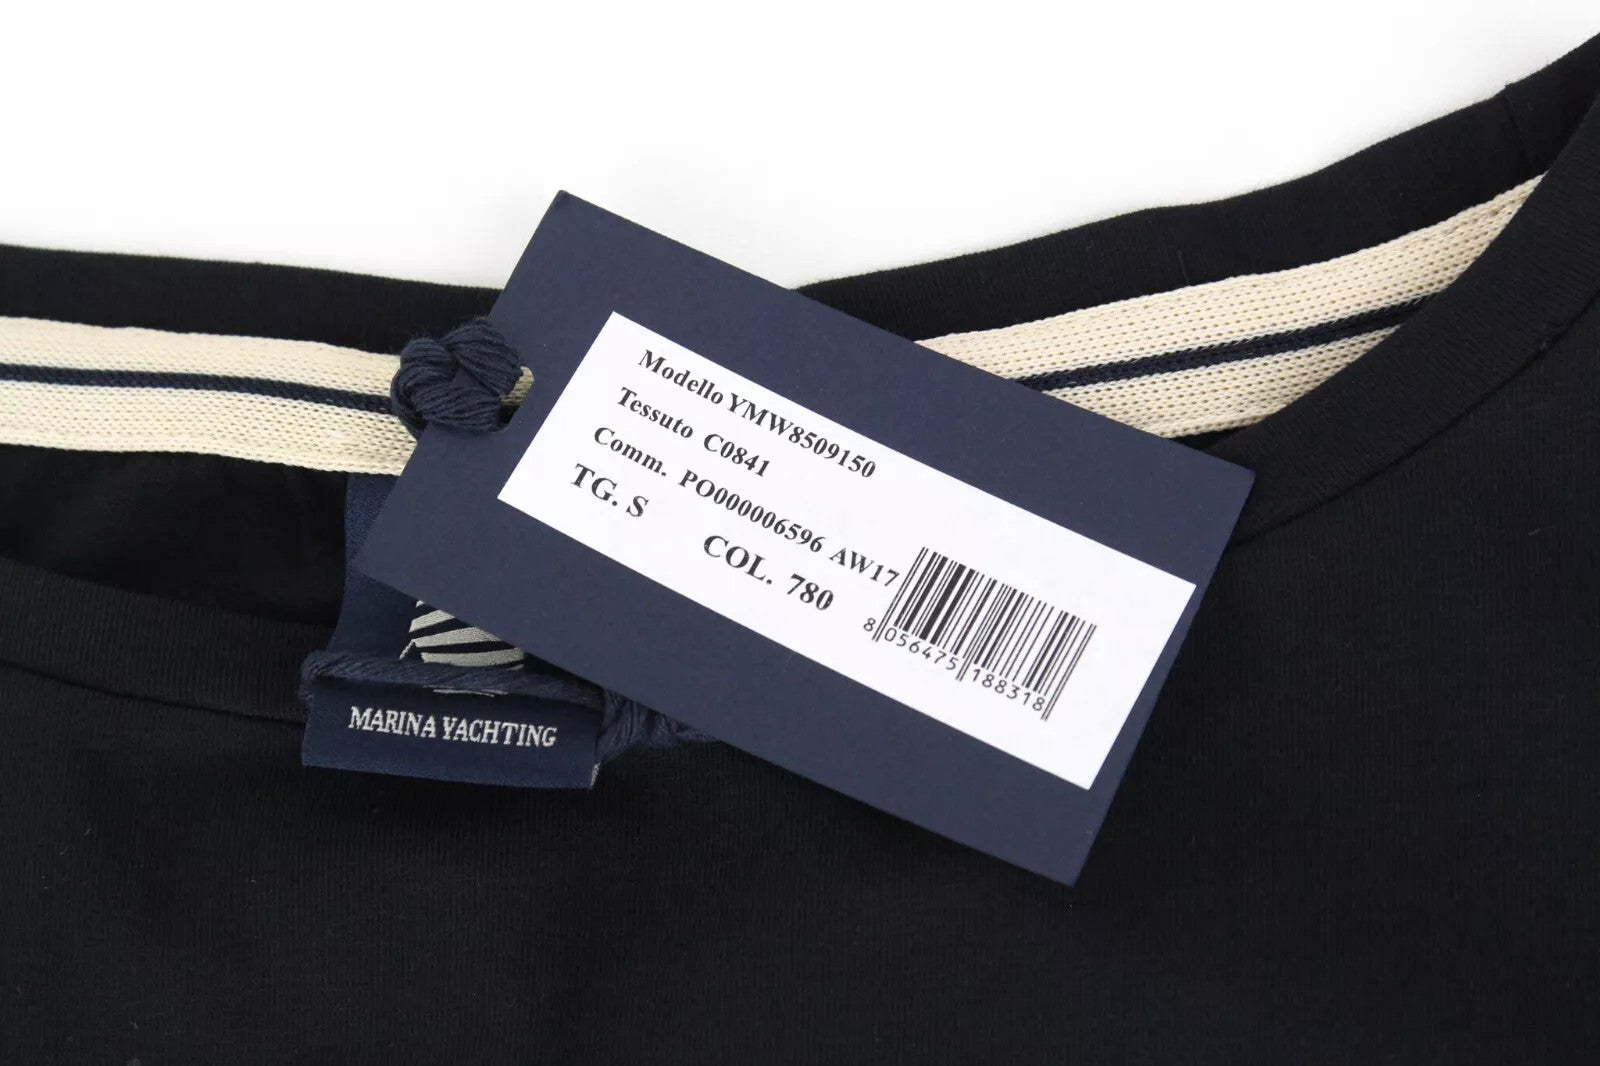 Modello YMW8509150
Tessuto C0841
Comm. PO000006596 AW17
TG. S COL. 780
8 056475 188318
MARINA YACHTING